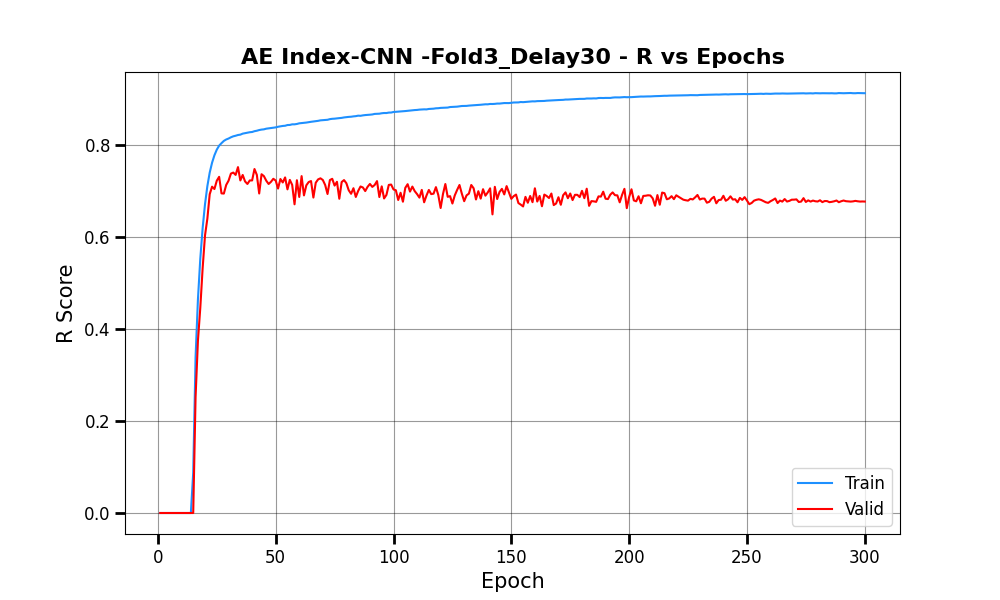 AE Index-CNN -Fold3_Delay30 - R vs Epochs
R Score
0.8
0.6
0.4
0.2
0.0
Train
Valid
0 50 100 150 200 250 300
Epoch